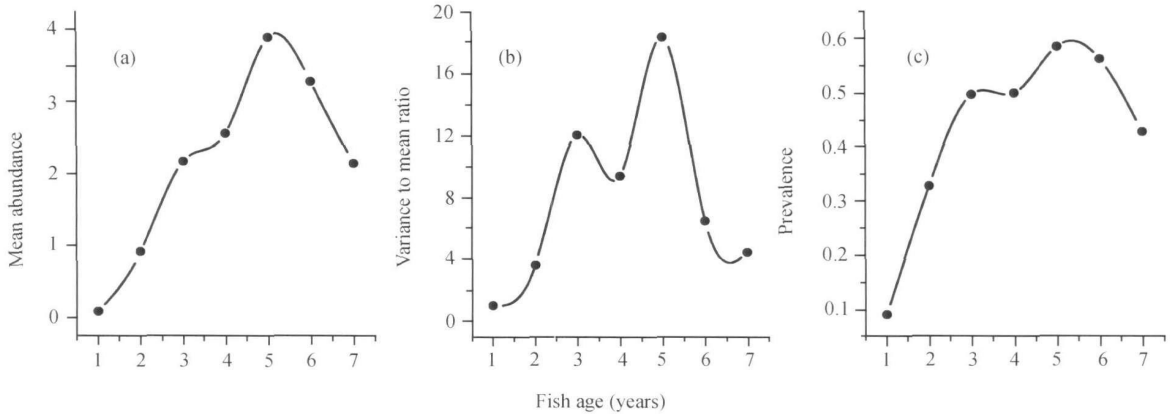 (a)
Mean abundance
4
3
2
1
0
1 2 3 4 5 6 7
(b)
Variance to mean ratio
20
16
12
8
4
0
1 2 3 4 5 6 7
(c)
Prevalence
0.6
0.5
0.4
0.3
0.2
0.1
1 2 3 4 5 6 7
Fish age (years)